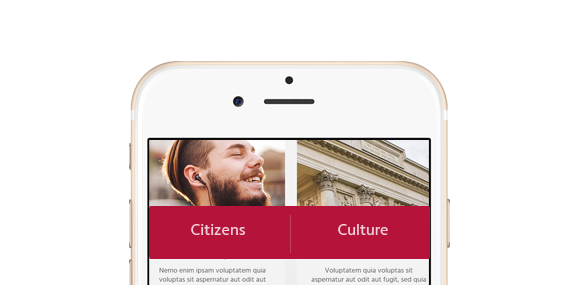 Citizens
Culture
Nemo enim ipsam voluptatem quia
voluptas sit aspernatur aut odit aut
Voluptatem quia voluptas sit
aspernatur aut odit aut fugit, sed quia